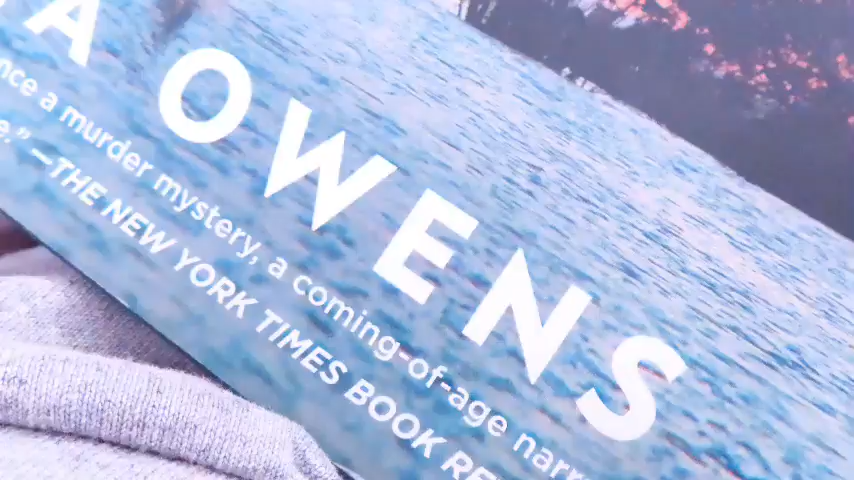 A OWENS
nce a murder mystery, a coming-of-age narr
e." —THE NEW YORK TIMES BOOK RE